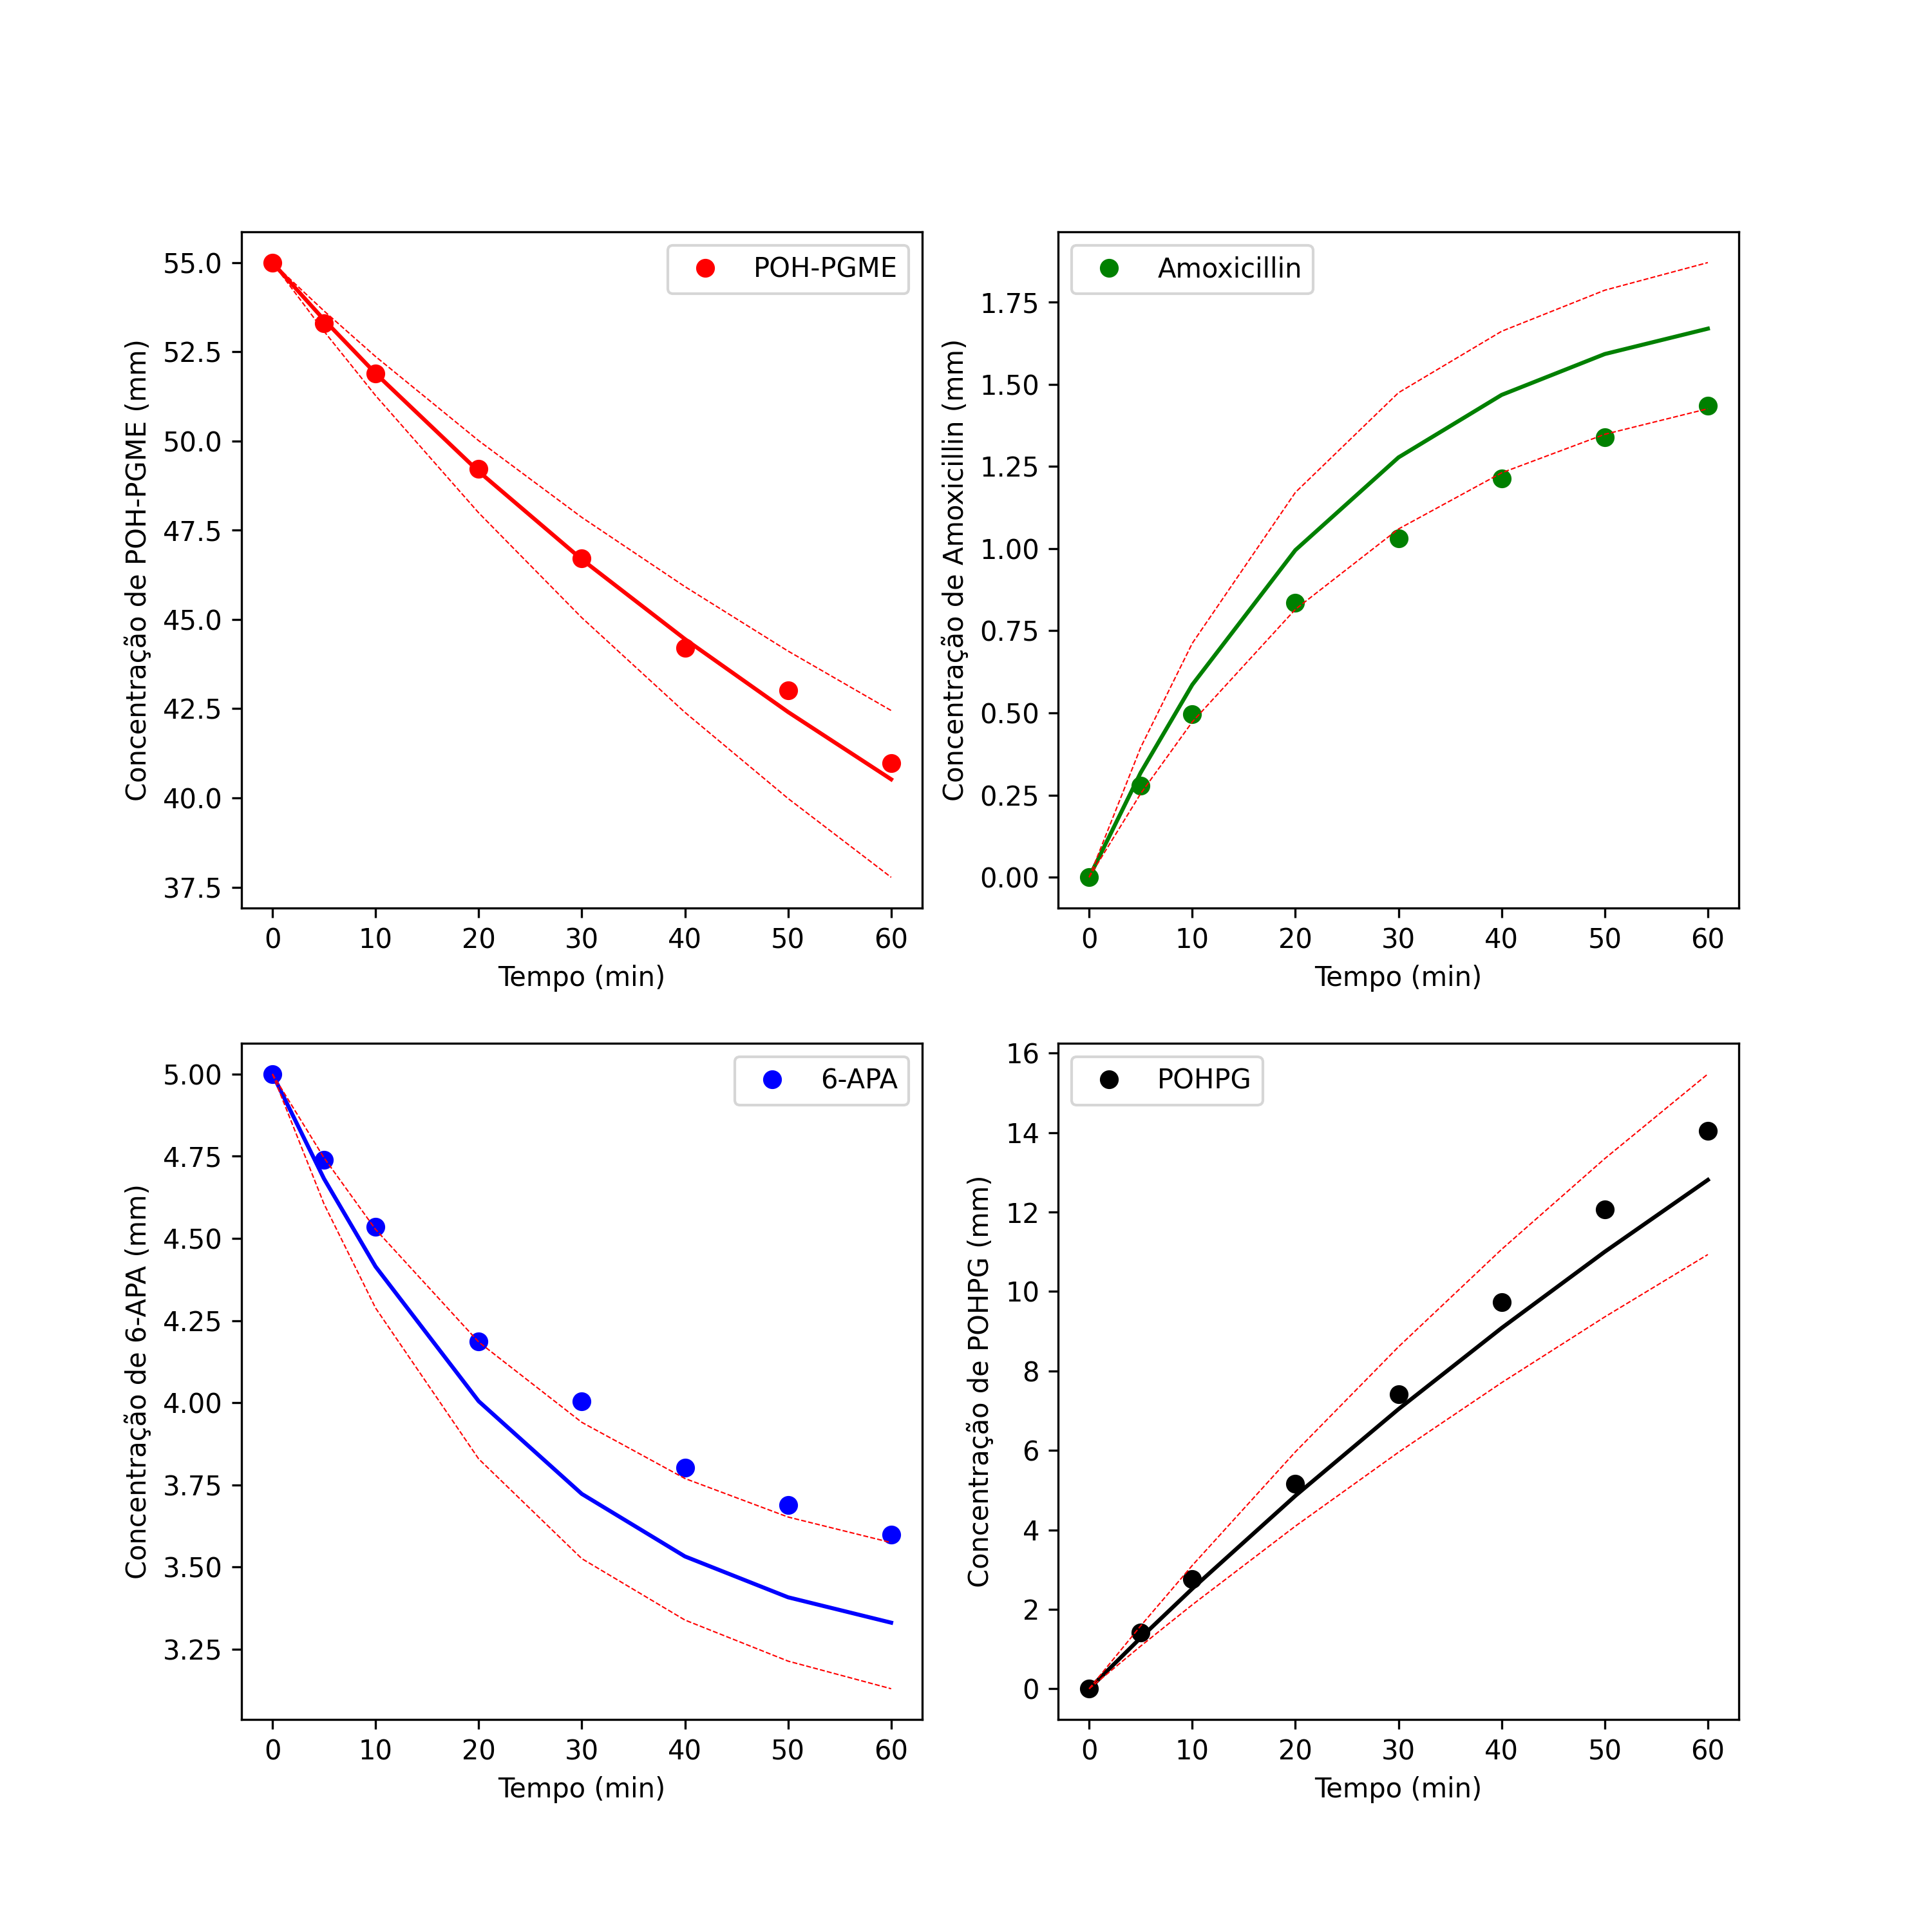 POH-PGME
55.0
52.5
50.0
47.5
45.0
42.5
40.0
37.5
Concentração de POH-PGME (mm)
0 10 20 30 40 50 60
Tempo (min)
Amoxicillin
1.75
1.50
1.25
1.00
0.75
0.50
0.25
0.00
Concentração de Amoxicillin (mm)
0 10 20 30 40 50 60
Tempo (min)
6-APA
5.00
4.75
4.50
4.25
4.00
3.75
3.50
3.25
Concentração de 6-APA (mm)
0 10 20 30 40 50 60
Tempo (min)
POHPG
16
14
12
10
8
6
4
2
0
Concentração de POHPG (mm)
0 10 20 30 40 50 60
Tempo (min)